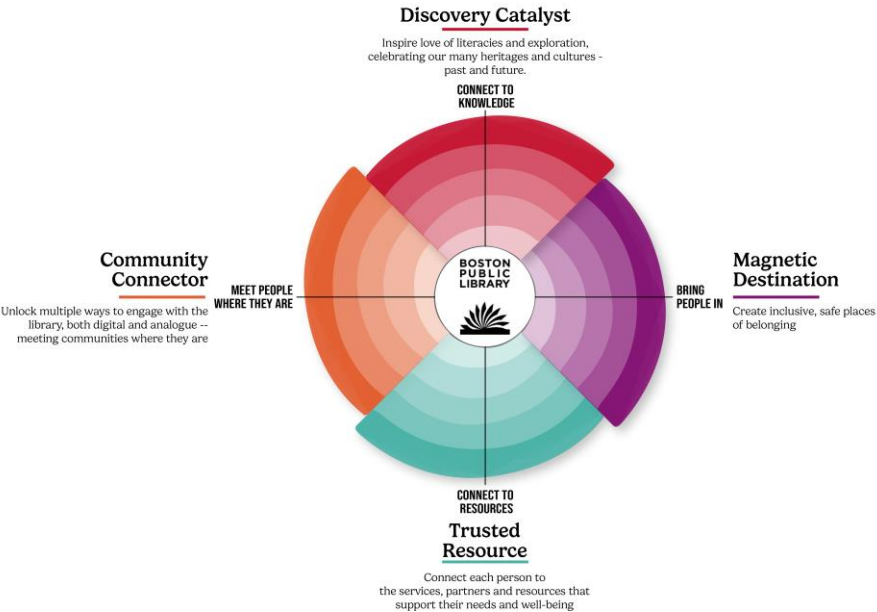 Discovery Catalyst
Inspire love of literacies and exploration,
celebrating our many heritages and cultures -
past and future.
CONNECT TO
KNOWLEDGE
Community
Connector
Unlock multiple ways to engage with the
library, both digital and analogue --
meeting communities where they are
MEET PEOPLE
WHERE THEY ARE
BOSTON
PUBLIC
LIBRARY
BRING
PEOPLE IN
Magnetic
Destination
Create inclusive, safe places
of belonging
CONNECT TO
RESOURCES
Trusted
Resource
Connect each person to
the services, partners and resources that
support their needs and well-being